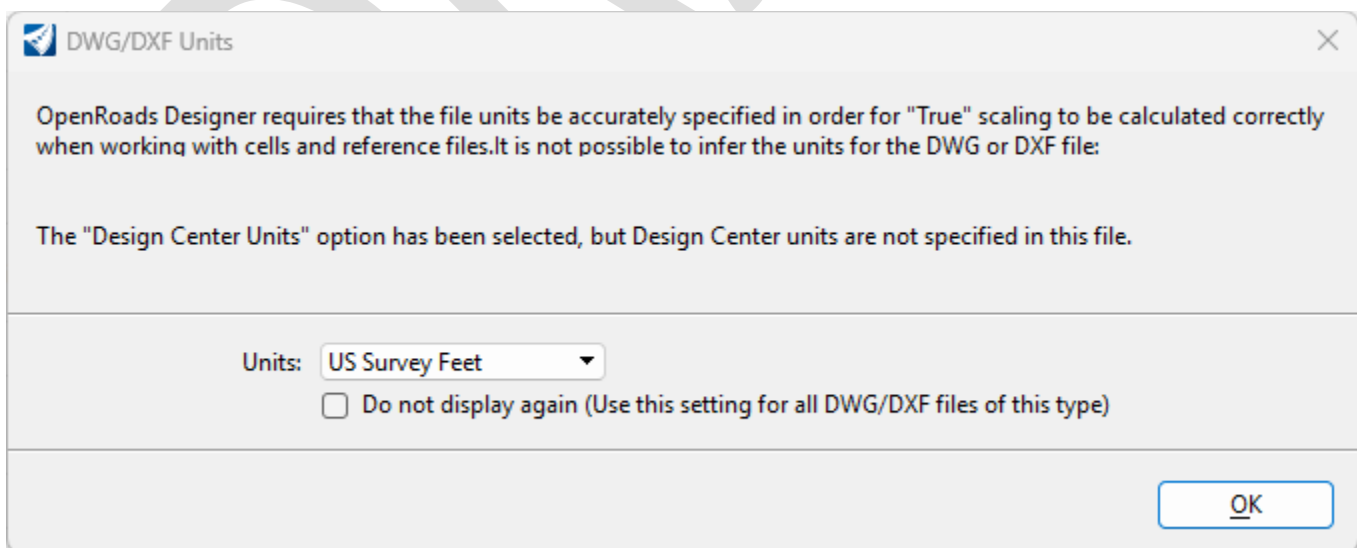 DWG/DXF Units
OpenRoads Designer requires that the file units be accurately specified in order for "True" scaling to be calculated correctly
when working with cells and reference files.It is not possible to infer the units for the DWG or DXF file:
The "Design Center Units" option has been selected, but Design Center units are not specified in this file.
Units: US Survey Feet
Do not display again (Use this setting for all DWG/DXF files of this type)
OK